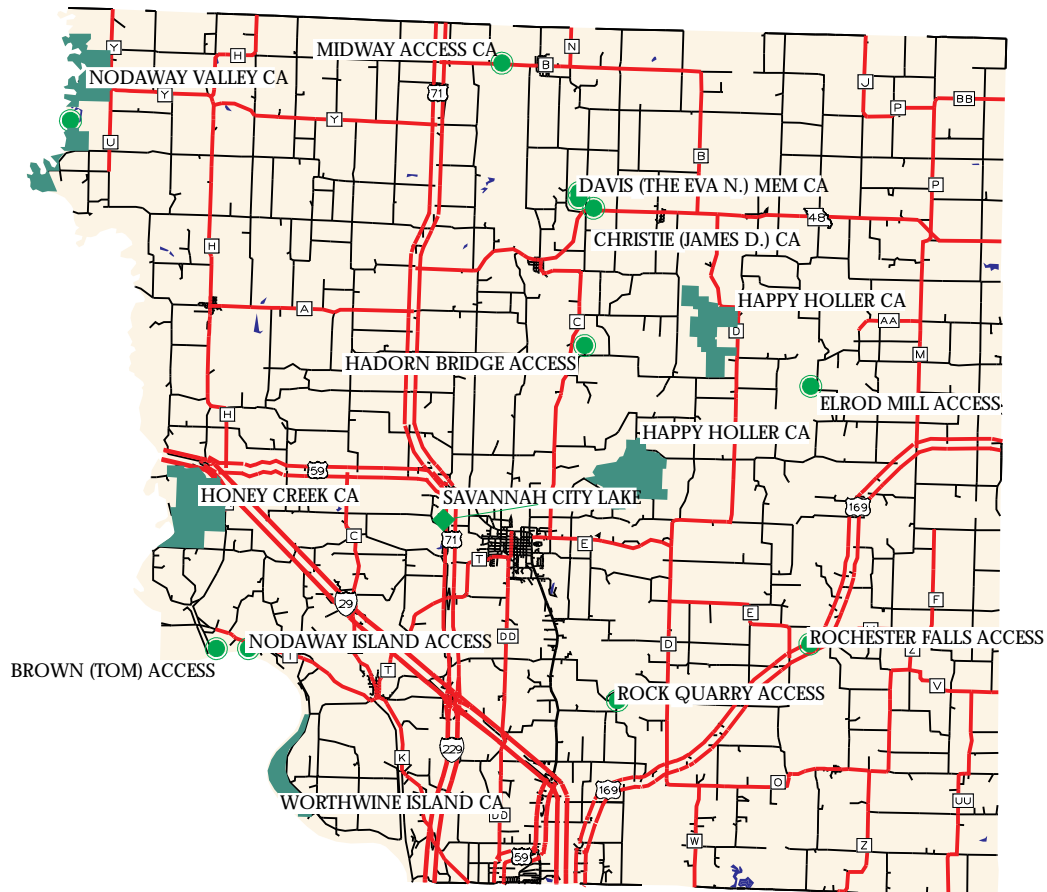 N
Y
H
MIDWAY ACCESS CA
B
NODAWAY VALLEY CA
71
J
Y
P
BB
Y
U
B
P
DAVISS (THE EVA N.) MEM CA
48
H
CHRISTIE (JAMES D.) CA
HAPPY HOLLER CA
A
C
AA
D
M
HADORN BRIDGE ACCESS
ELROD MILL ACCESS
H
HAPPY HOLLER CA
59
HONEY CREEK CA
SAVANNAH CITY LAKE
169
C
71
E
T
29
F
E
NODAWAY ISLAND ACCESS
DD
ROCHESTER FALLS ACCESS
D
Z
BROWN (TOM) ACCESS
T
V
ROCK QUARRY ACCESS
229
K
O
169
WORTHWINE ISLAND CA
UU
DD
W
Z
59